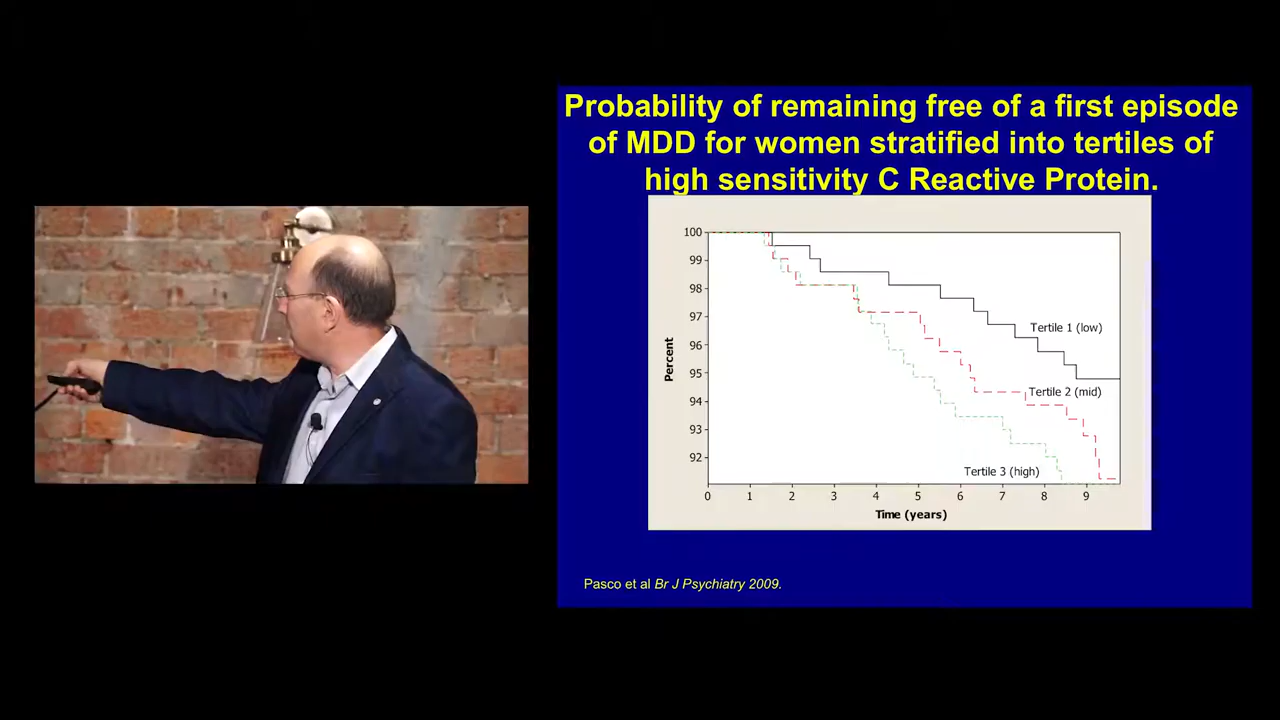 Probability of remaining free of a first episode
of MDD for women stratified into tertiles of
high sensitivity C Reactive Protein.
100
99
98
97
96
95
94
93
92
Percent
Tertile 1 (low)
Tertile 2 (mid)
Tertile 3 (high)
0 1 2 3 4 5 6 7 8 9
Time (years)
Pasco et al Br J Psychiatry 2009.